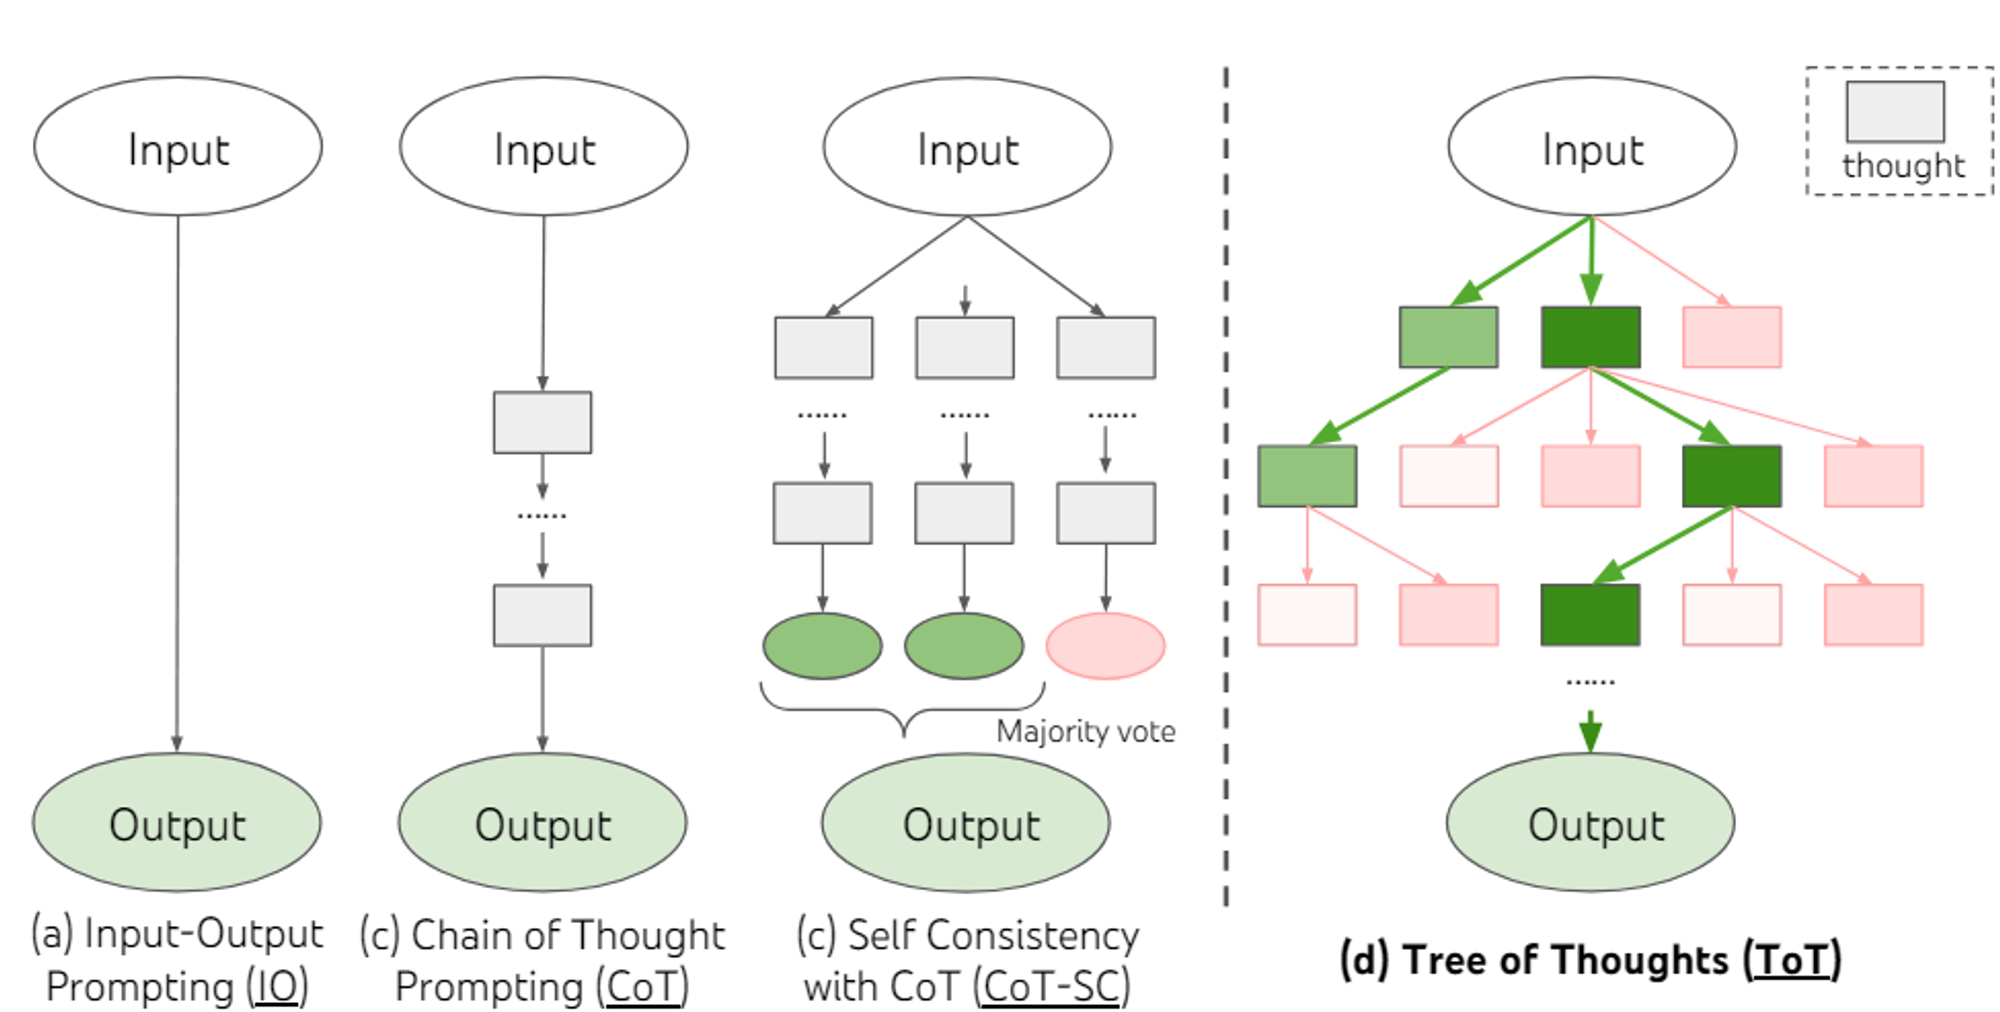 Input
Input
Input
Input
thought
......
...... ...... ......
......
Majority vote
Output
Output
Output
Output
(a) Input-Output
Prompting (IO)
(c) Chain of Thought
Prompting (CoT)
(c) Self Consistency
with CoT (CoT-SC)
(d) Tree of Thoughts (ToT)